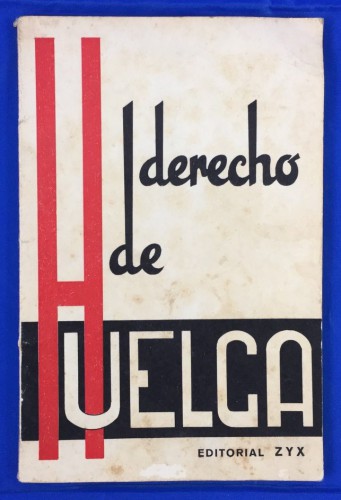 derecho
de
HUELGA
EDITORIAL ZYX